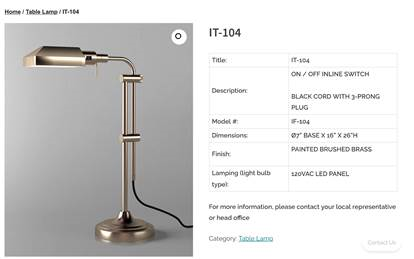 Home / Table Lamp / IT-104
IT-104
Title: IT-104
Description: ON / OFF INLINE SWITCH
BLACK CORD WITH 3-PRONG
PLUG
Model #: IF-104
Dimensions: Ø7" BASE X 16" X 26"H
Finish: PAINTED BRUSHED BRASS
Lamping (light bulb
type): 120VAC LED PANEL
For more information, please contact your local representative
or head office
Category: Table Lamp
Contact Us